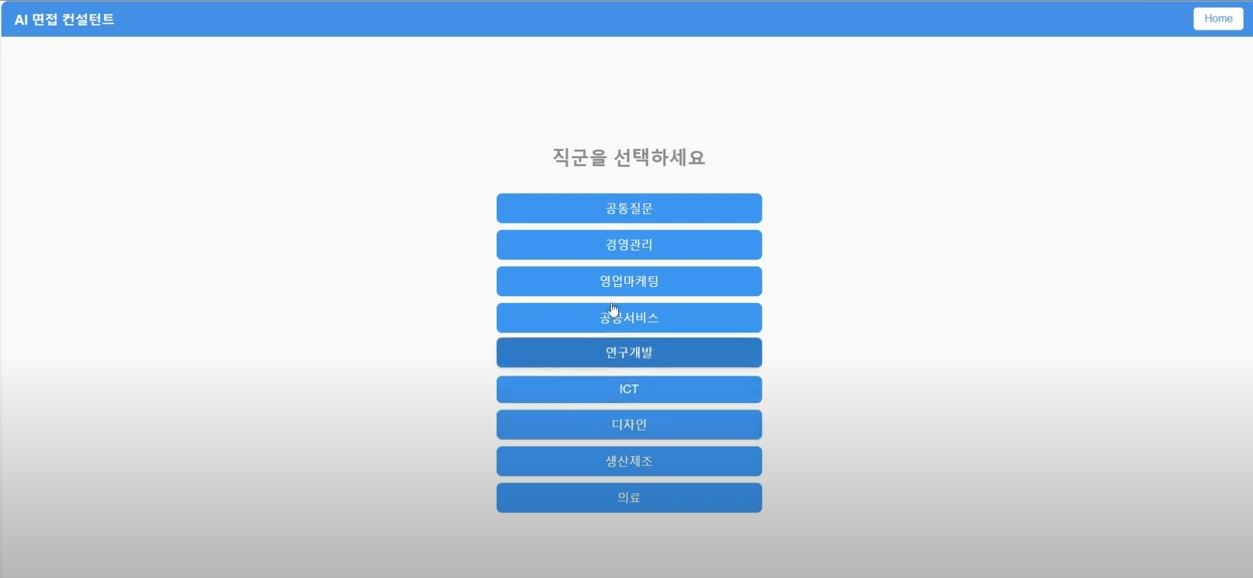 AI 면접 컨설턴트
Home
직군을 선택하세요
공통질문
경영관리
영업마케팅
공공서비스
연구개발
ICT
디자인
생산제조
의료